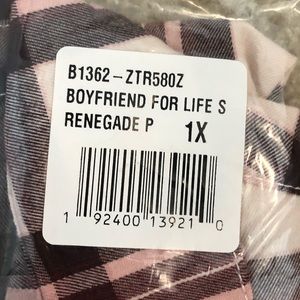 B1362-ZTR580Z
BOYFRIEND FOR LIFE S
RENEGADE P 1X
1 92400 13921 0